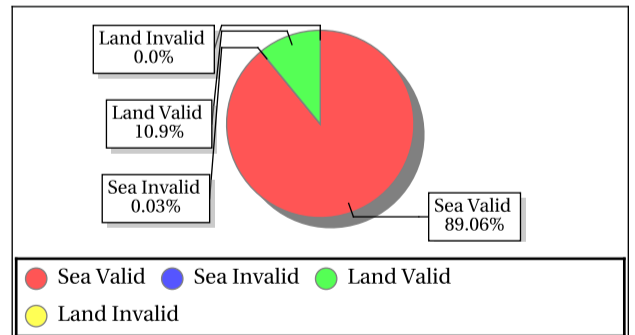 Land Invalid
0.0%
Land Valid
10.9%
Sea Invalid
0.03%
Sea Valid
89.06%
Sea Valid Sea Invalid Land Valid
Land Invalid